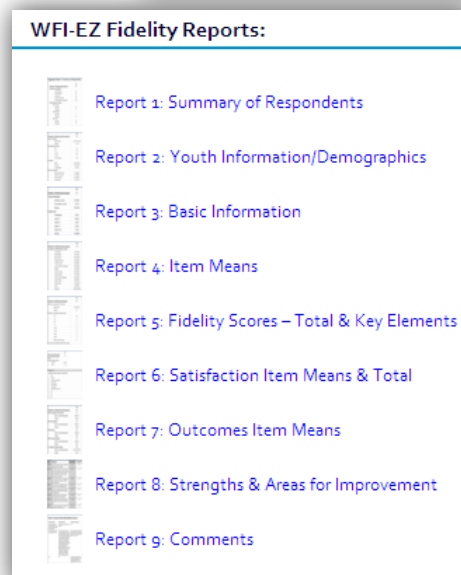 WFI-EZ Fidelity Reports:
Report 1: Summary of Respondents
Report 2: Youth Information/Demographics
Report 3: Basic Information
Report 4: Item Means
Report 5: Fidelity Scores – Total & Key Elements
Report 6: Satisfaction Item Means & Total
Report 7: Outcomes Item Means
Report 8: Strengths & Areas for Improvement
Report 9: Comments